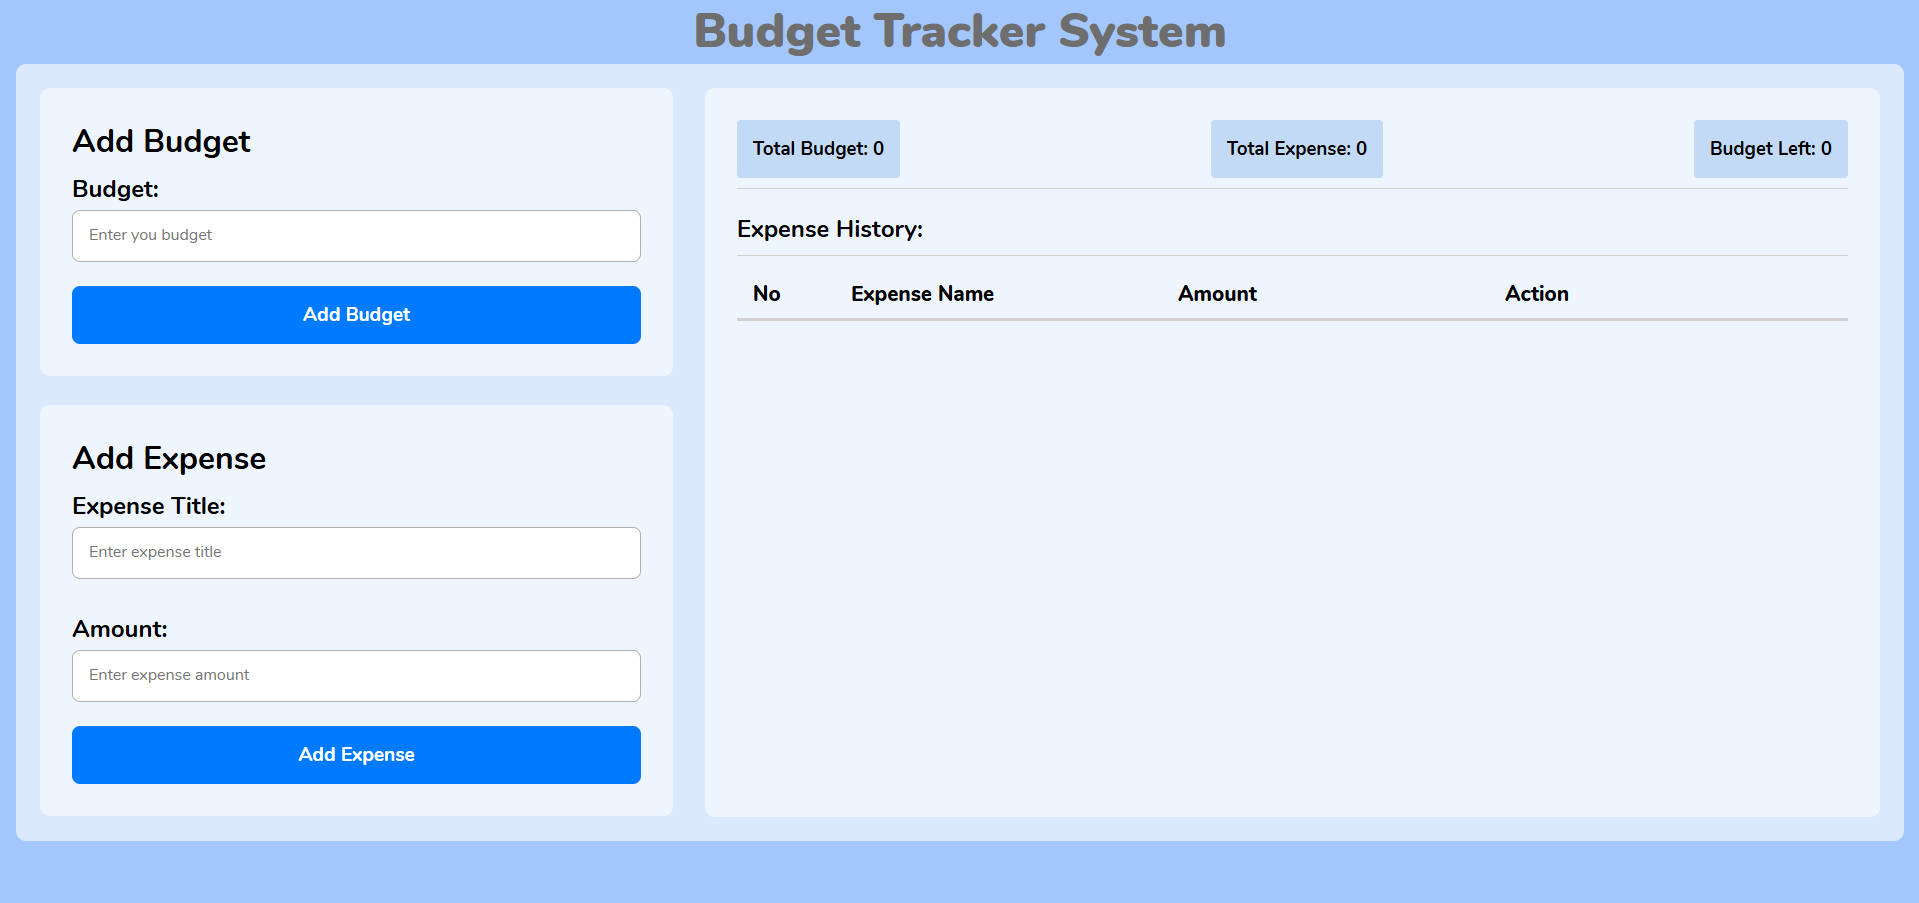 Budget Tracker System
Add Budget
Budget:
Enter you budget
Add Budget
Add Expense
Expense Title:
Enter expense title
Amount:
Enter expense amount
Add Expense
Total Budget: 0 Total Expense: 0 Budget Left: 0
Expense History:
No Expense Name Amount Action